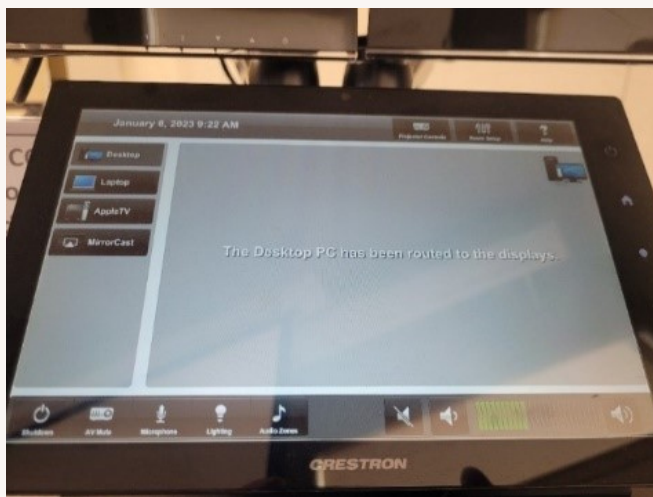 January 6, 2023 9:22 AM
Projector Controls
Room Setup
Help
Desktop
Laptop
AppleTV
MirrorCast
The Desktop PC has been routed to the displays.
Shutdown
AV Mute
Microphone
Lighting
Audio Zones
CRESTRON